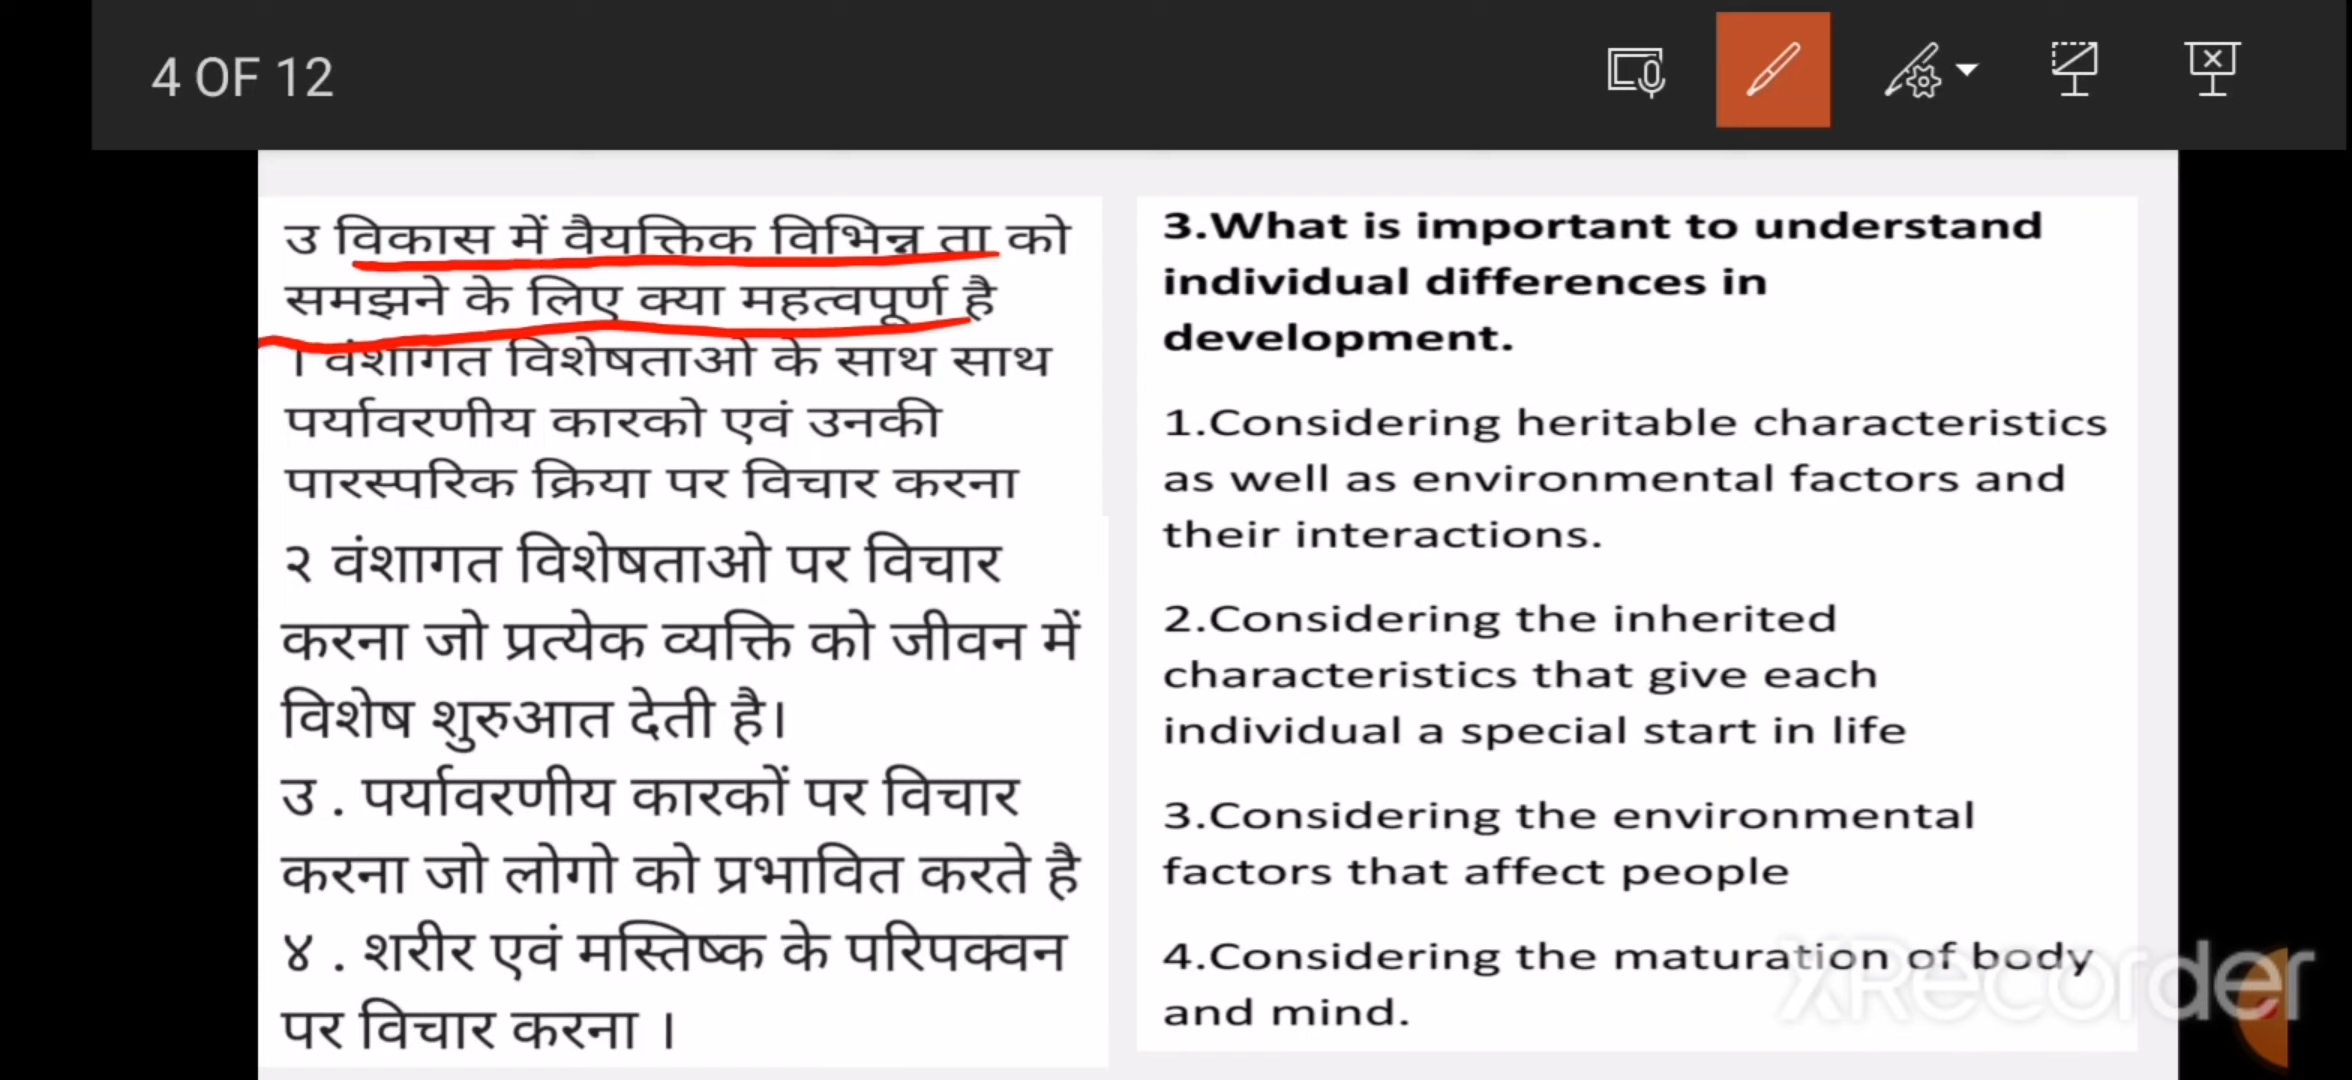 4 OF 12
उ विकास में वैयक्तिक विभिन्न ता को
समझने के लिए क्या महत्वपूर्ण है
। वंशागत विशेषताओ के साथ साथ
पर्यावरणीय कारको एवं उनकी
पारस्परिक क्रिया पर विचार करना
२ वंशागत विशेषताओ पर विचार
करना जो प्रत्येक व्यक्ति को जीवन में
विशेष शुरुआत देती है।
उ . पर्यावरणीय कारकों पर विचार
करना जो लोगो को प्रभावित करते है
४ . शरीर एवं मस्तिष्क के परिपक्वन
पर विचार करना ।
3.What is important to understand
individual differences in
development.
1.Considering heritable characteristics
as well as environmental factors and
their interactions.
2.Considering the inherited
characteristics that give each
individual a special start in life
3.Considering the environmental
factors that affect people
4.Considering the maturation of body
and mind.
XRecorder